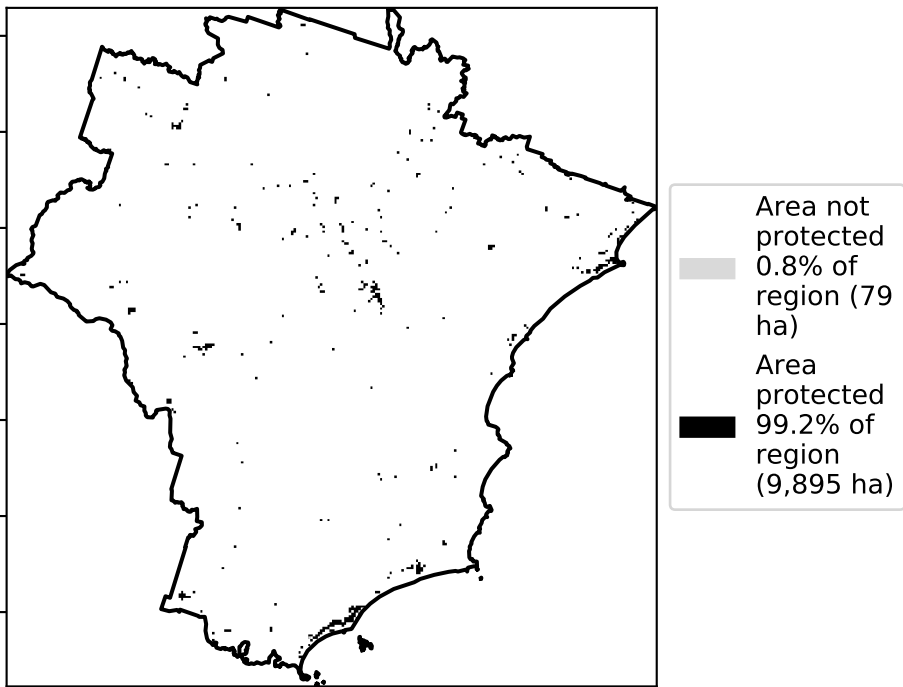 Area not
protected
0.8% of
region (79
ha)
Area
protected
99.2% of
region
(9,895 ha)